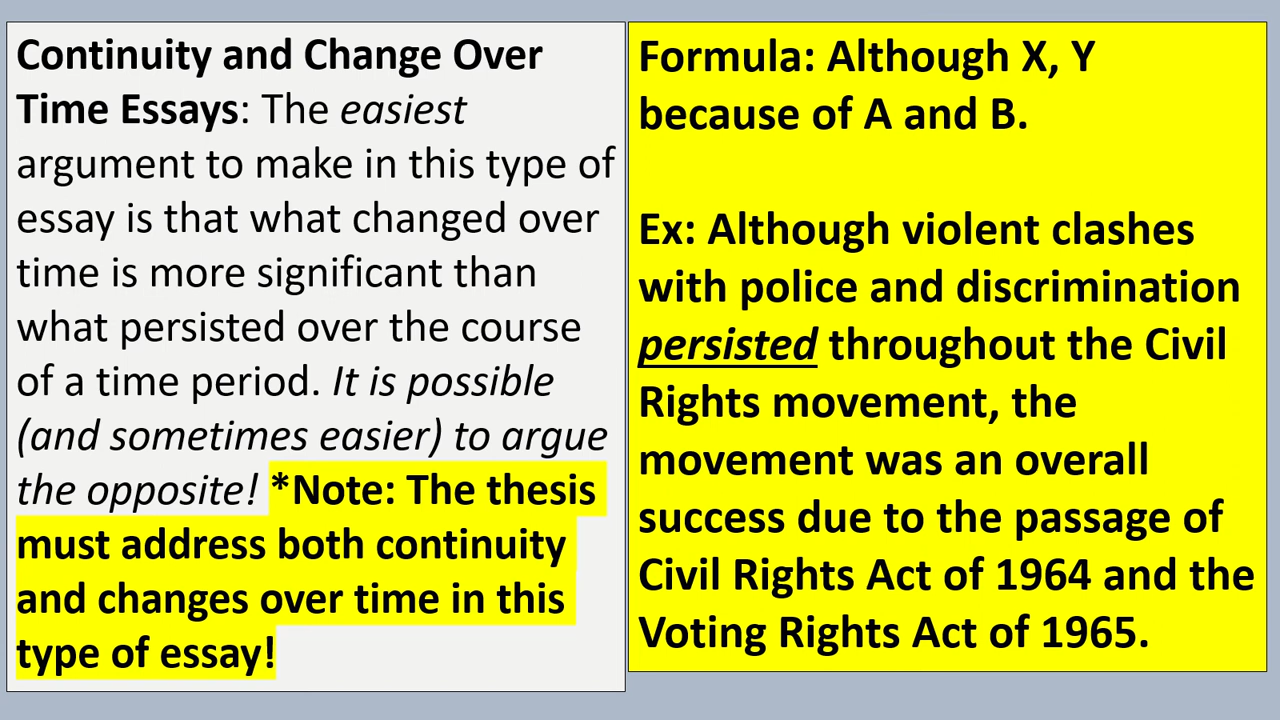 Continuity and Change Over
Time Essays: The easiest
argument to make in this type of
essay is that what changed over
time is more significant than
what persisted over the course
of a time period. It is possible
(and sometimes easier) to argue
the opposite! *Note: The thesis
must address both continuity
and changes over time in this
type of essay!
Formula: Although X, Y
because of A and B.
Ex: Although violent clashes
with police and discrimination
persisted throughout the Civil
Rights movement, the
movement was an overall
success due to the passage of
Civil Rights Act of 1964 and the
Voting Rights Act of 1965.